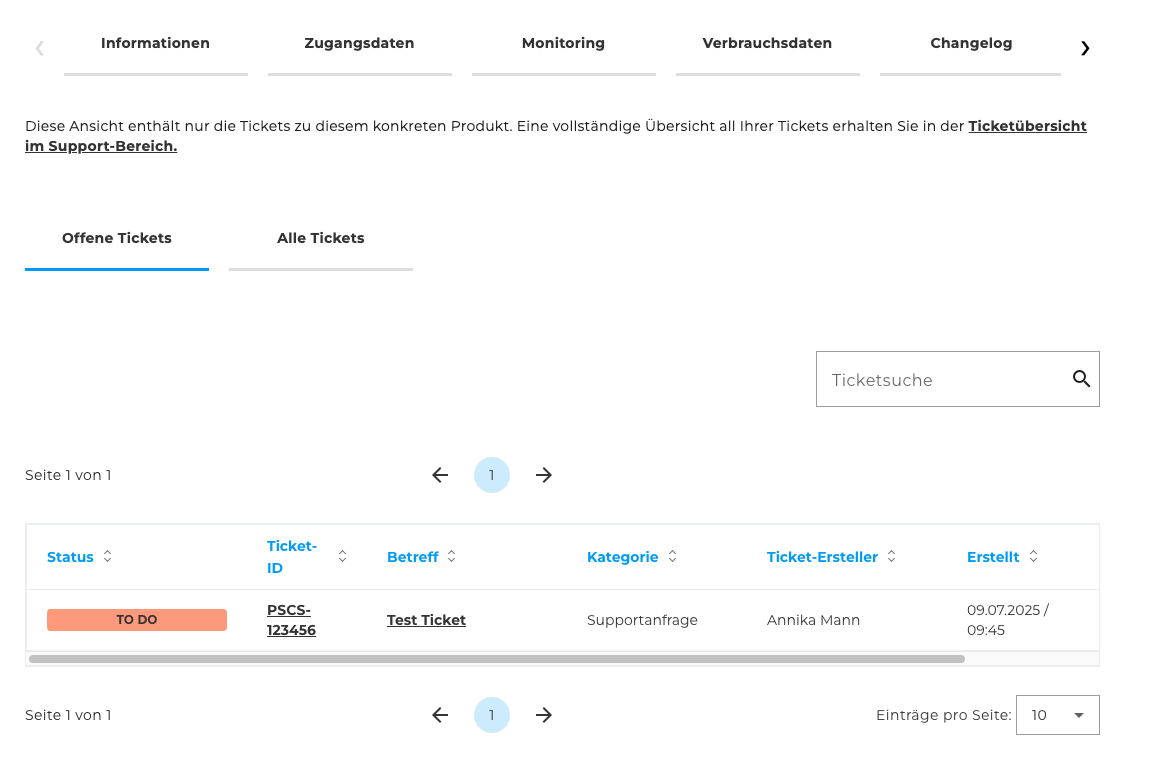 Informationen Zugangsdaten Monitoring Verbrauchsdaten Changelog
Diese Ansicht enthält nur die Tickets zu diesem konkreten Produkt. Eine vollständige Übersicht all Ihrer Tickets erhalten Sie in der Ticketübersicht
im Support-Bereich.
Offene Tickets Alle Tickets
Ticketsuche
Seite 1 von 1 1
Status Ticket-ID Betreff Kategorie Ticket-Ersteller Erstellt
TO DO PSCS-123456 Test Ticket Supportanfrage Annika Mann 09.07.2025 / 09:45
Seite 1 von 1 1 Einträge pro Seite: 10